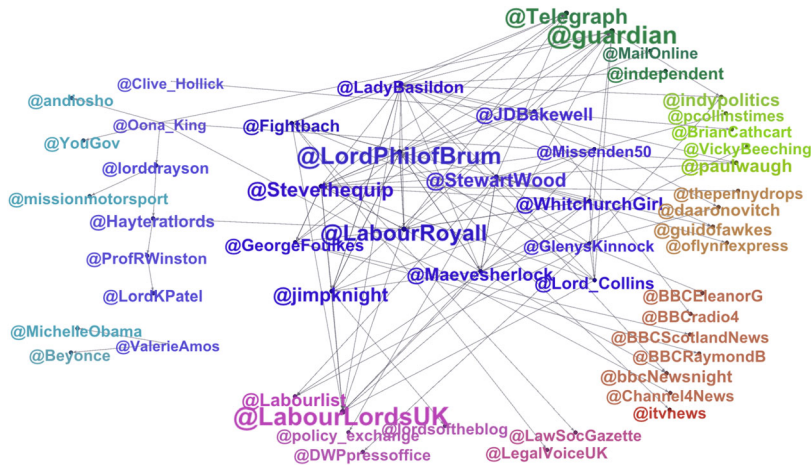 @Telegraph
@guardian
@MailOnline
@independent
@Clive_Hollick
@LadyBasildon
@andiosho
@indypolitics
@JDBakewell
@pcollinstimes
@Oona_King
@Fightbach
@BrianCathcart
@YouGov
@Missenden50
@VickyBeeching
@LordPhilofBrum
@paulwaugh
@lorddrayson
@StewartWood
@Stevethequip
@missionmotorsport
@thepennydrops
@WhitchurchGirl
@daaronovitch
@Hayteratlords
@LabourRoyall
@guidofawkes
@GeorgeFoulkes
@GlenysKinnock
@oflynnexpress
@ProfRWinston
@Maevesherlock
@Lord_Collins
@LordKPatel
@jimpknight
@BBCEleanorG
@BBCradio4
@MichelleObama
@BBCScotlandNews
@ValerieAmos
@Beyonce
@BBCRaymondB
@bbcNewsnight
@Channel4News
@Labourlist
@LabourLordsUK
@itvnews
@lordsoftheblog
@policy_exchange
@LawSocGazette
@DWPpressoffice
@LegalVoiceUK